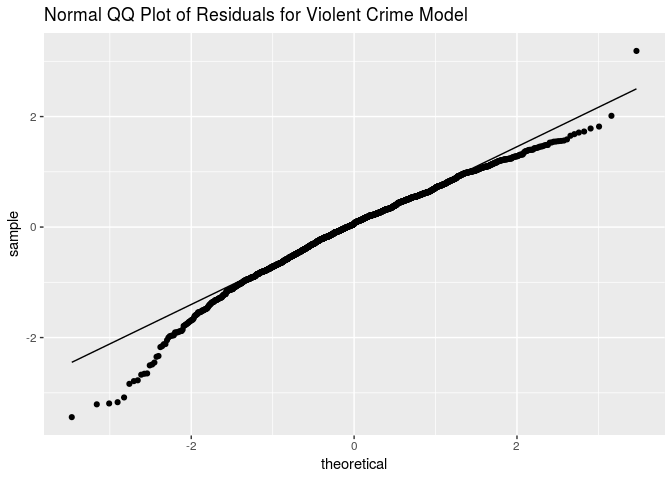 Normal QQ Plot of Residuals for Violent Crime Model
2
0
-2
sample
-2 0 2
theoretical